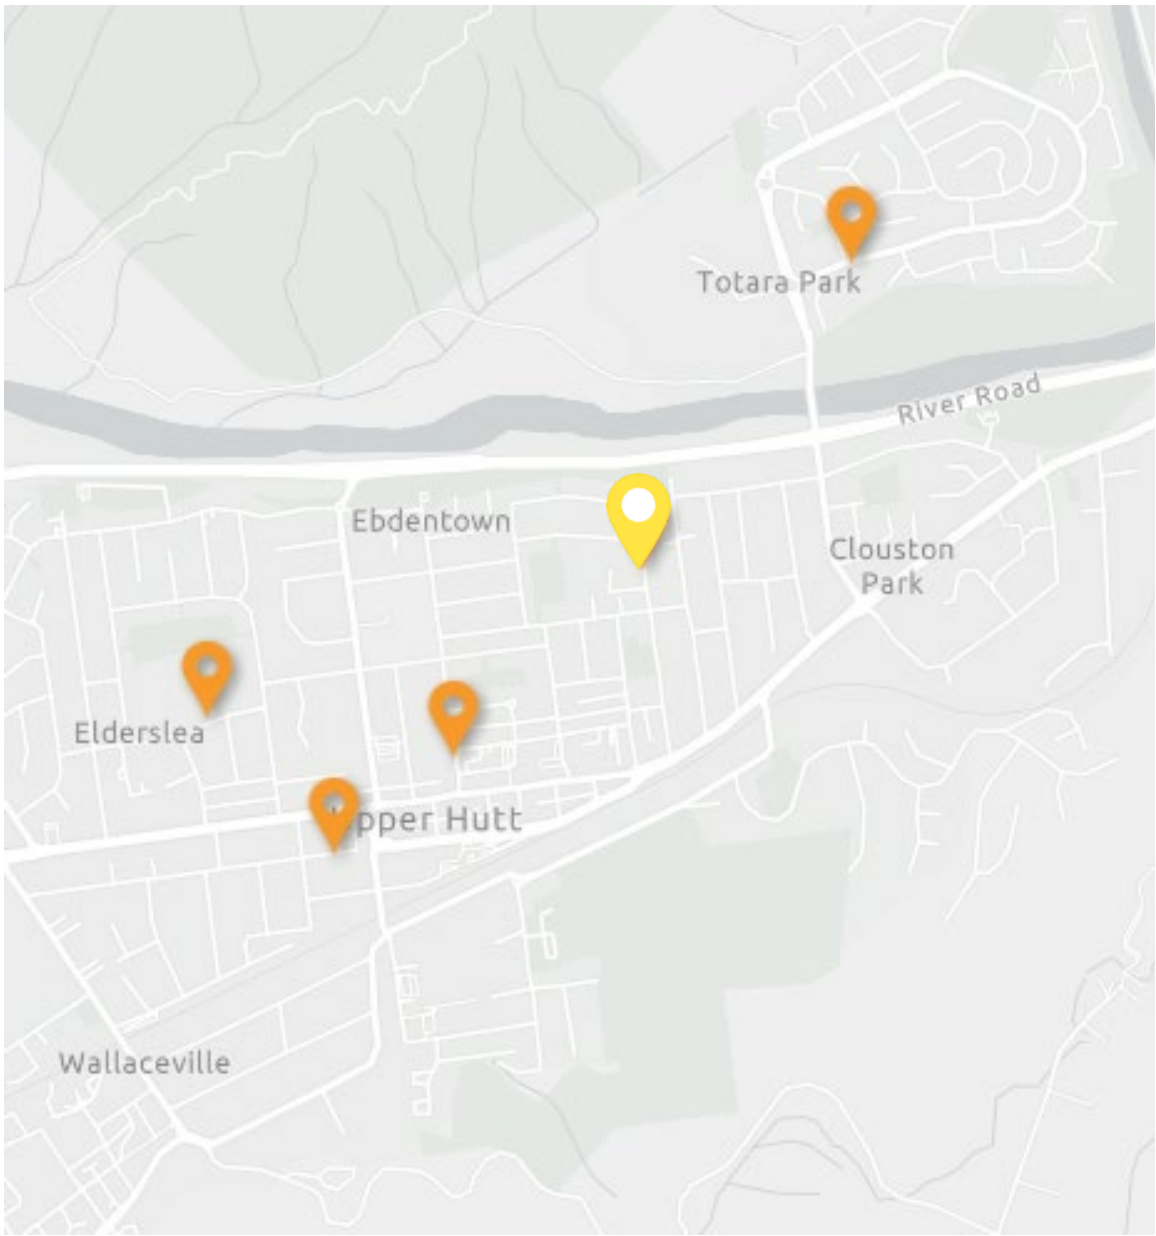 Totara Park
River Road
Ebdentown
Clouston
Park
Elderslea
pper Hutt
Wallaceville